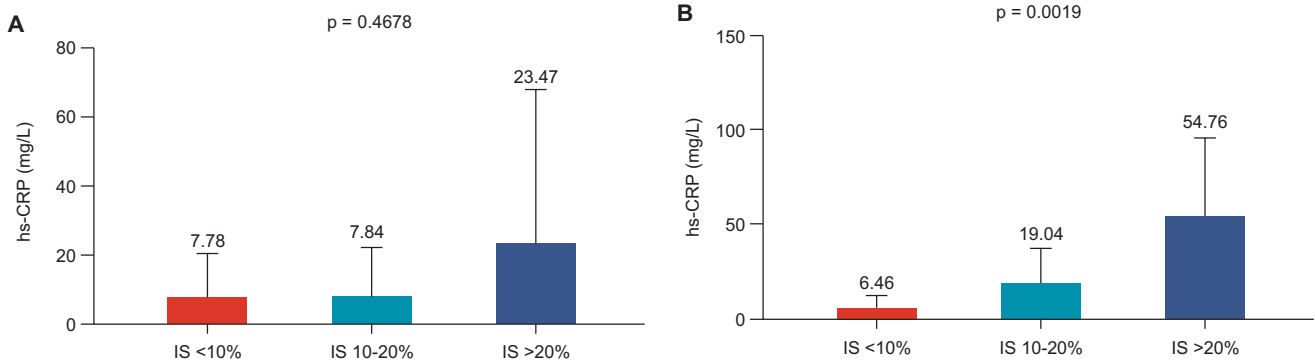 A
p = 0.4678
hs-CRP (mg/L)
80
60
40
20
0
7.78
7.84
23.47
IS <10%
IS 10-20%
IS >20%
B
p = 0.0019
hs-CRP (mg/L)
150
100
50
0
6.46
19.04
54.76
IS <10%
IS 10-20%
IS >20%